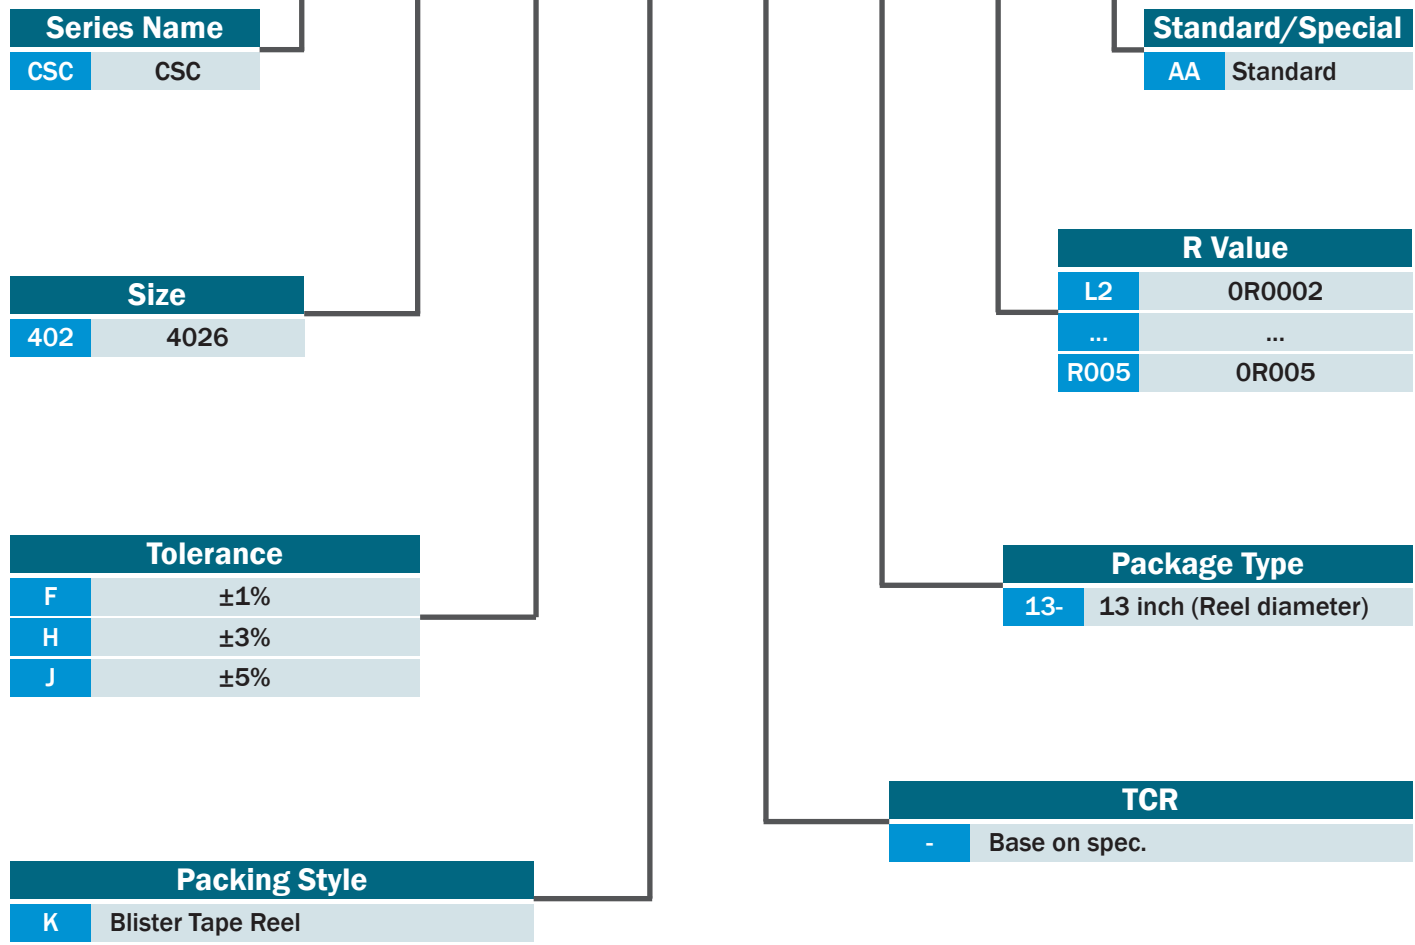 Series Name
CSC CSC
Standard/Special
AA Standard
Size
402 4026
R Value
L2 0R0002
... ...
R005 0R005
Tolerance
F ±1%
H ±3%
J ±5%
Package Type
13- 13 inch (Reel diameter)
TCR
- Base on spec.
Packing Style
K Blister Tape Reel